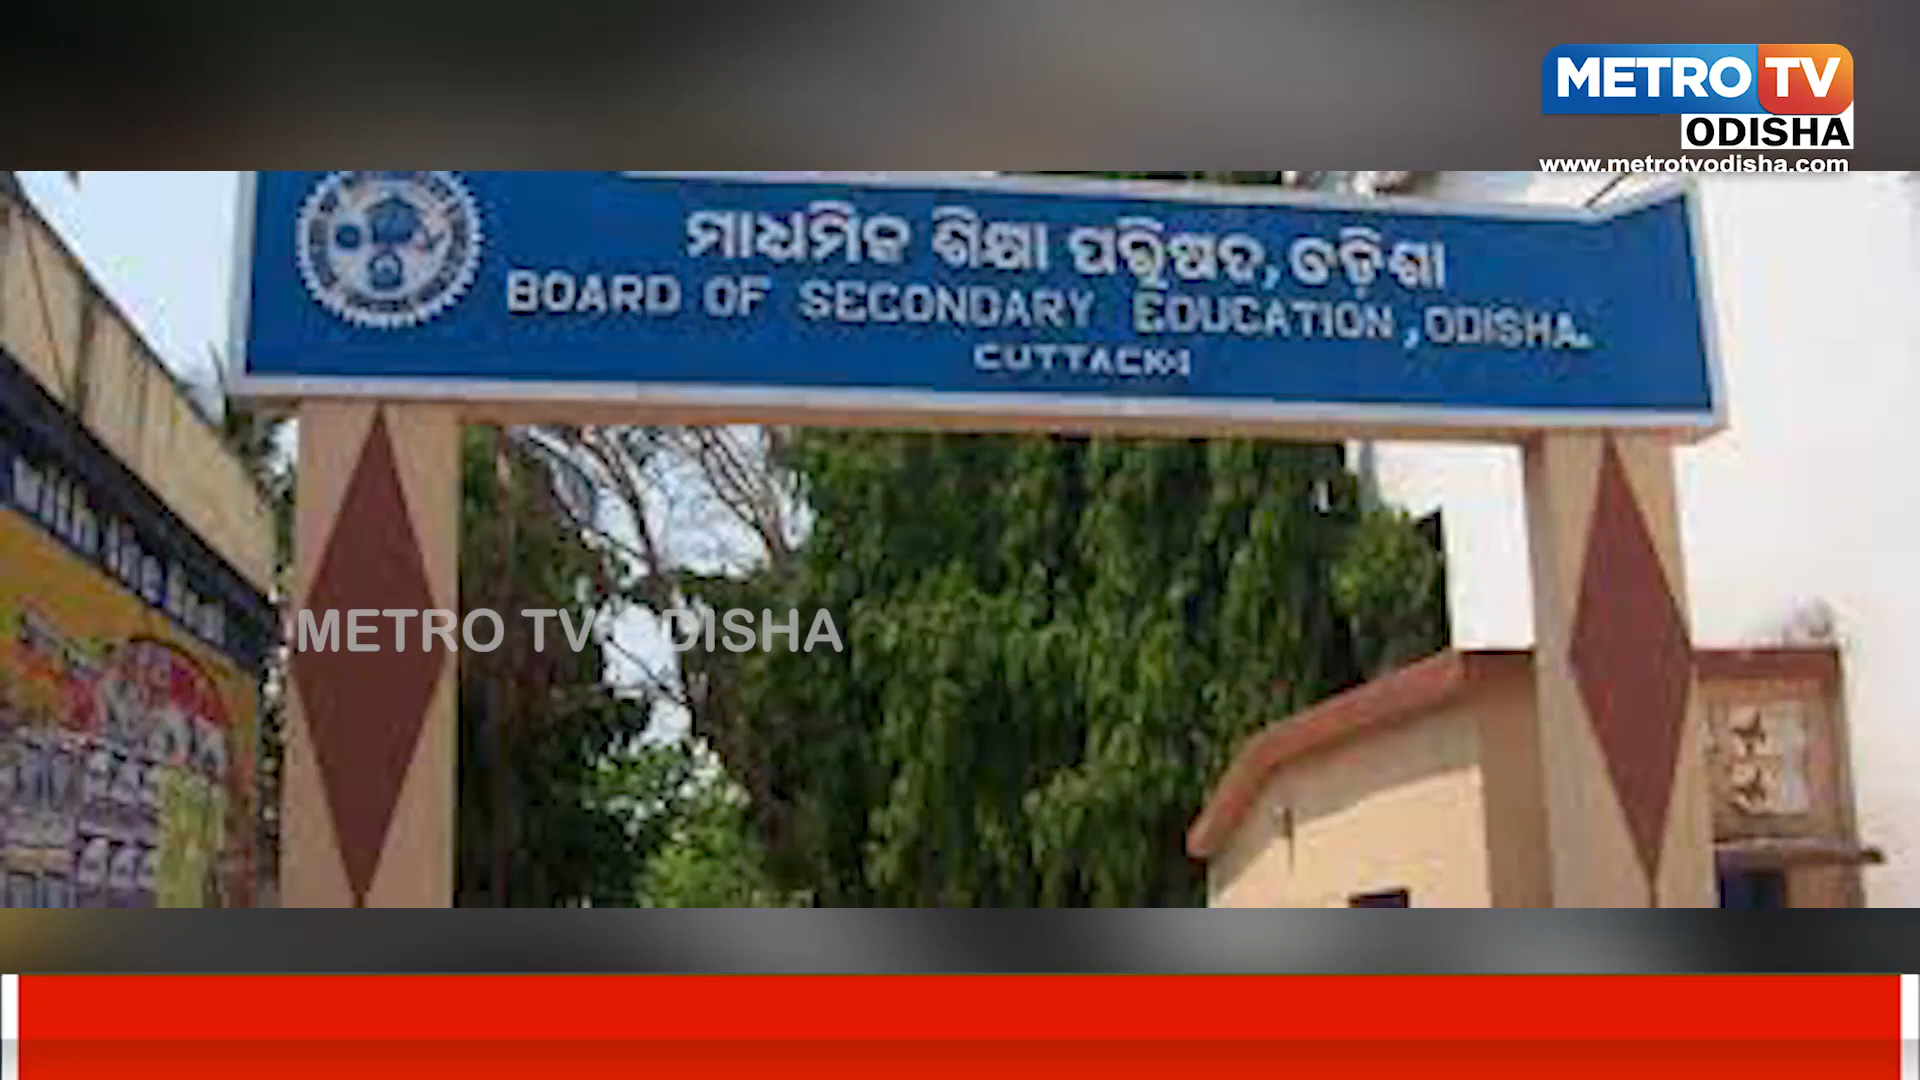 METRO TV
ODISHA
www.metrotvodisha.com
ମାଧ୍ୟମିକ ଶିକ୍ଷା ପରିଷଦ, ଓଡ଼ିଶା
BOARD OF SECONDARY EDUCATION, ODISHA.
CUTTACK-1
METRO TV ODISHA